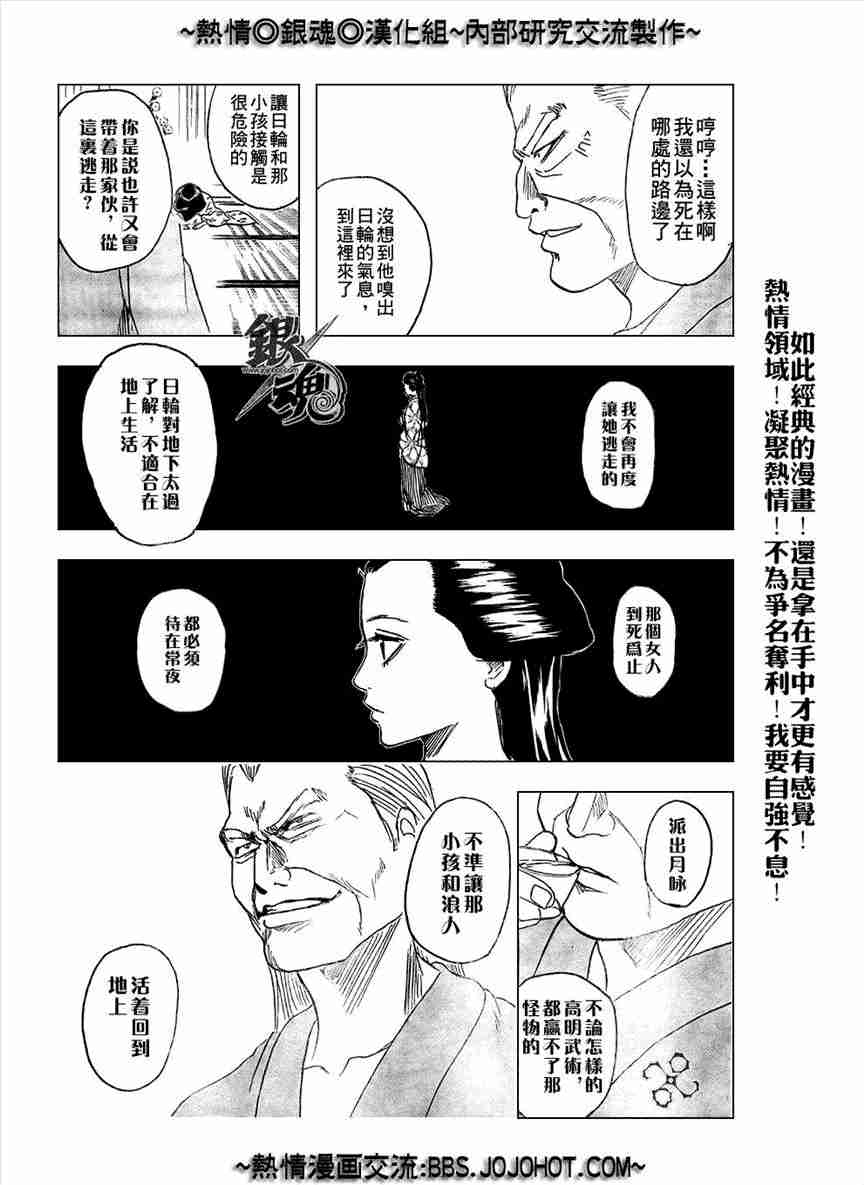 ~熱情◎銀魂◎漢化組~內部研究交流製作~
哼哼…這樣啊
我還以為死在
哪處的路邊了
沒想到他嗅出
日輪的氣息，
到這裡來了
讓日輪和那
小孩接觸是
很危險的
你是說也許又會
帶着那家伙，從
這裏逃走？
銀魂
我不會再度
讓她逃走的
日輪對地下太過
了解，不適合在
地上生活
那個女人
到死爲止
都必須
待在常夜
派出月咏
不論怎樣的
高明武術，
都贏不了那
怪物的
不準讓那
小孩和浪人
活着回到
地上
如此經典的漫畫！還是拿在手中才更有感覺！
熱情領域！凝聚熱情！不為爭名奪利！我要自強不息！
~熱情漫画交流:BBS.JOJOHOT.COM~